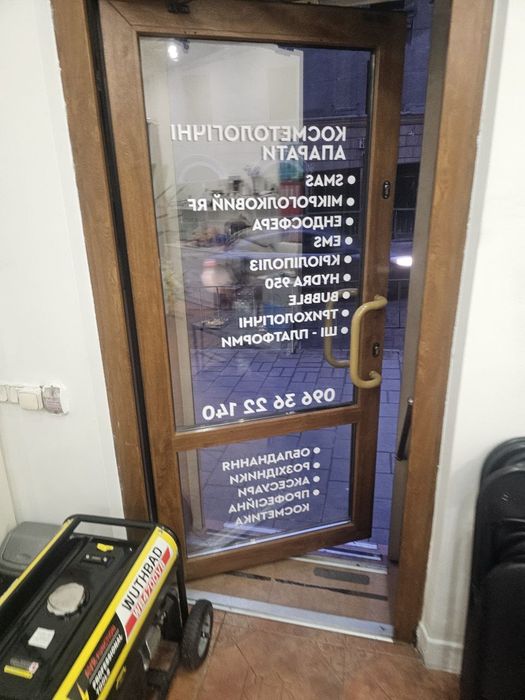 КОСМЕТОЛОГІЧНІ
АПАРАТИ
• SMAS
• МІКРОГОЛКОВИЙ RF
• ЕНДОСФЕРА
• EMS
• КРІОЛІПОЛІЗ
• HYDRA 950
• BUBBLE
• ТРИХОЛОГІЧНІ
• ШІ - ПЛАТФОРМИ
096 36 22 140
• ОБЛАДНАННЯ
• РОЗХІДНИКИ
• АКСЕСУАРИ
• ПРОФЕСІЙНА
КОСМЕТИКА
WUTHBAD